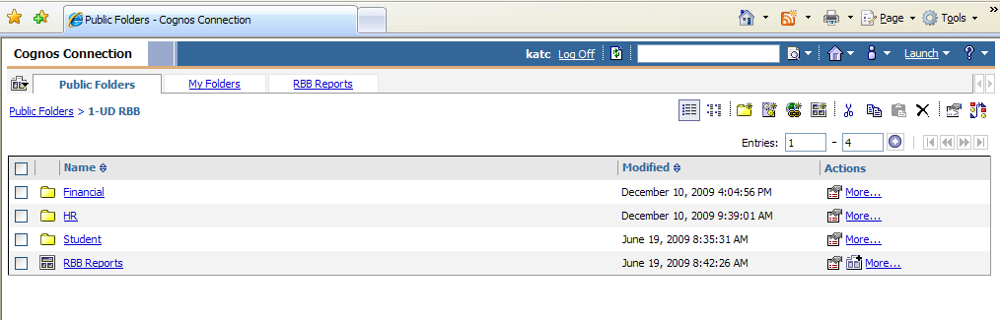 Public Folders - Cognos Connection
Page Tools »
Cognos Connection katc Log Off Launch ?
Public Folders My Folders RBB Reports
Public Folders > 1-UD RBB
Entries: 1 - 4
Name Modified Actions
Financial December 10, 2009 4:04:56 PM More...
HR December 10, 2009 9:39:01 AM More...
Student June 19, 2009 8:35:31 AM More...
RBB Reports June 19, 2009 8:42:26 AM More...